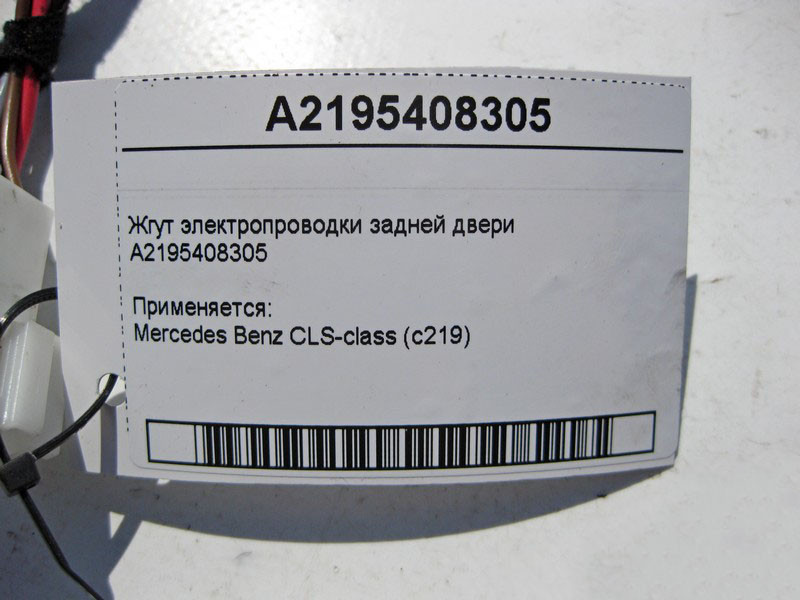 A2195408305
Жгут электропроводки задней двери
A2195408305
Применяется:
Mercedes Benz CLS-class (c219)